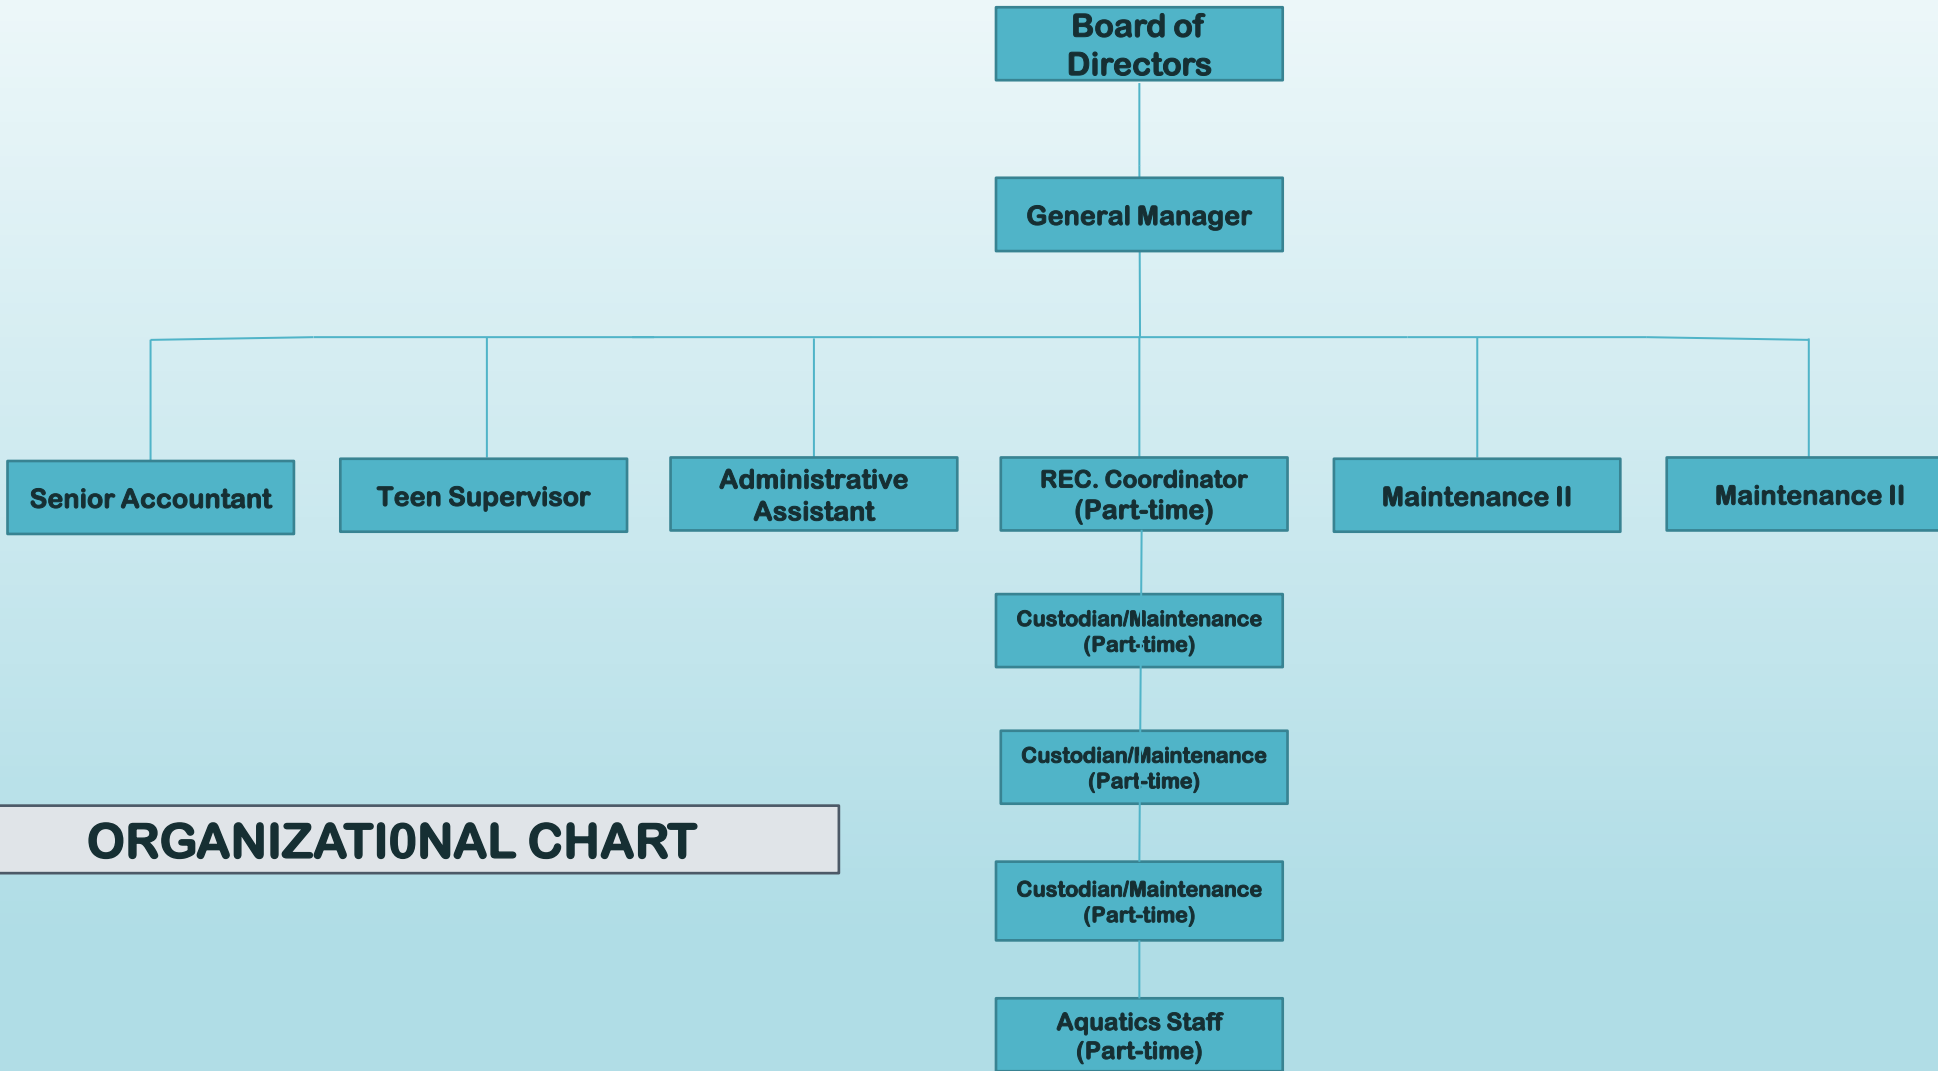 Board of
Directors
General Manager
Senior Accountant
Teen Supervisor
Administrative
Assistant
REC. Coordinator
(Part-time)
Maintenance II
Maintenance II
Custodian/Maintenance
(Part-time)
Custodian/Maintenance
(Part-time)
ORGANIZATI0NAL CHART
Custodian/Maintenance
(Part-time)
Aquatics Staff
(Part-time)